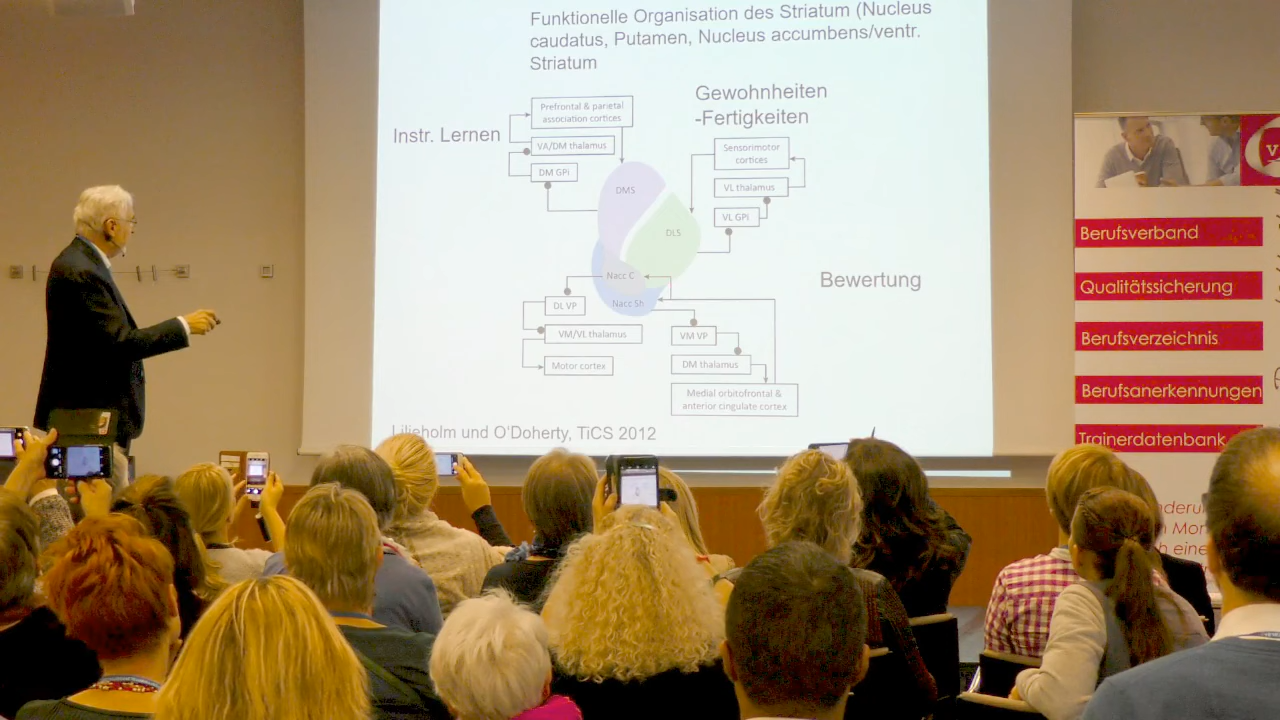 Funktionelle Organisation des Striatum (Nucleus
caudatus, Putamen, Nucleus accumbens/ventr.
Striatum
Gewohnheiten
-Fertigkeiten
Instr. Lernen
Prefrontal & parietal
association cortices
VA/DM thalamus
DM GPi
DMS
Sensorimotor
cortices
VL thalamus
VL GPi
DLS
Nacc C
Nacc Sh
Bewertung
DL VP
VM/VL thalamus
Motor cortex
VM VP
DM thalamus
Medial orbitofrontal &
anterior cingulate cortex
Liljeholm und O'Doherty, TiCS 2012
Berufsverband
Qualitätssicherung
Berufsverzeichnis
Berufsanerkennungen
Trainerdatenbank